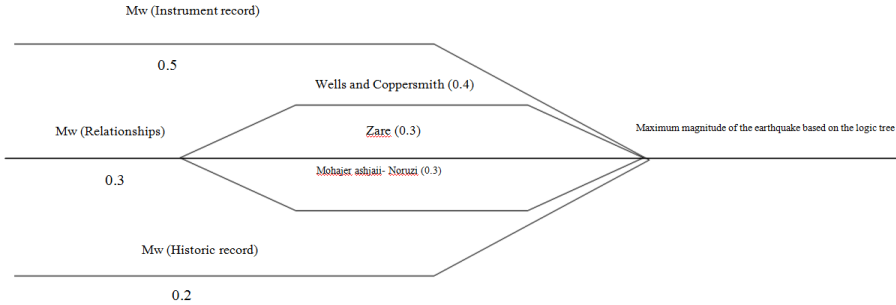 Mw (Instrument record)
0.5
Wells and Coppersmith (0.4)
Mw (Relationships)
Zare (0.3)
Maximum magnitude of the earthquake based on the logic tree
0.3
Mohajer ashjaii- Noruzi (0.3)
Mw (Historic record)
0.2